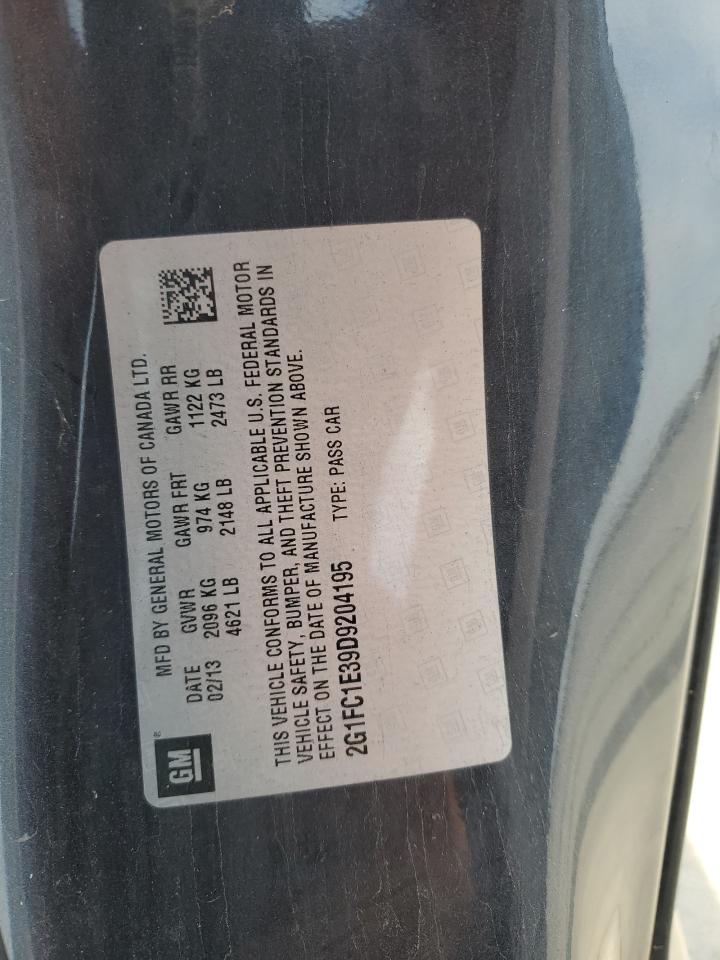 GM®
MFD BY GENERAL MOTORS OF CANADA LTD.
DATE GVWR GAWR FRT GAWR RR
02/13 2096 KG 974 KG 1122 KG
4621 LB 2148 LB 2473 LB
THIS VEHICLE CONFORMS TO ALL APPLICABLE U.S. FEDERAL MOTOR
VEHICLE SAFETY, BUMPER, AND THEFT PREVENTION STANDARDS IN
EFFECT ON THE DATE OF MANUFACTURE SHOWN ABOVE.
2G1FC1E39D9204195 TYPE: PASS CAR